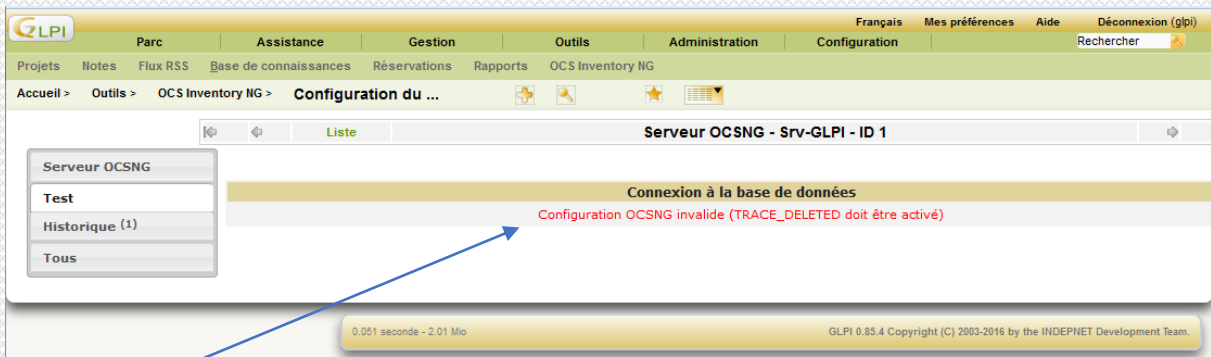 GLPI
Français Mes préférences Aide Déconnexion (glpi)
Parc Assistance Gestion Outils Administration Configuration Rechercher
Projets Notes Flux RSS Base de connaissances Réservations Rapports OCS Inventory NG
Accueil > Outils > OCS Inventory NG > Configuration du ...
Liste Serveur OCSNG - Srv-GLPI - ID 1
Serveur OCSNG
Test
Historique (1)
Tous
Connexion à la base de données
Configuration OCSNG invalide (TRACE_DELETED doit être activé)
0.051 seconde - 2.01 Mio GLPI 0.85.4 Copyright (C) 2003-2016 by the INDEPNET Development Team.